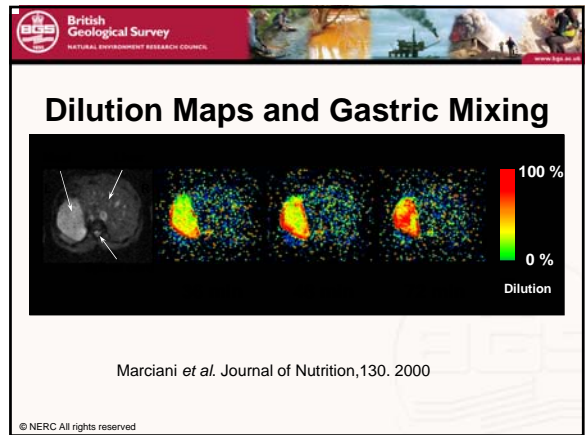 British
Geological Survey
NATURAL ENVIRONMENT RESEARCH COUNCIL
BGS
www.bgs.ac.uk
Dilution Maps and Gastric Mixing
100 %
0 %
Dilution
Marciani et al. Journal of Nutrition,130. 2000
© NERC All rights reserved